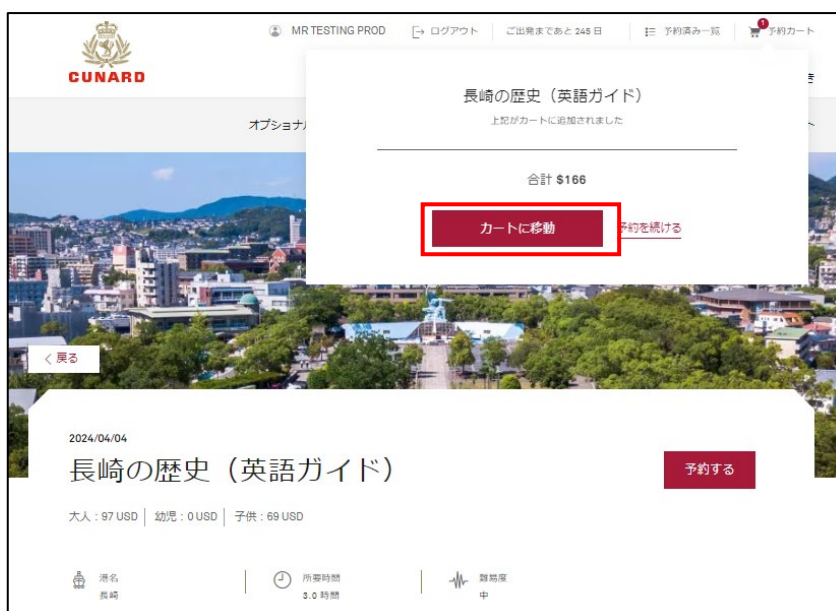 MR TESTING PROD
ログアウト
ご出発まであと 245 日
予約済み一覧
1
予約カート
CUNARD
オプショナル
長崎の歴史（英語ガイド）
上記がカートに追加されました
合計 $166
カートに移動
予約を続ける
戻る
2024/04/04
長崎の歴史（英語ガイド）
予約する
大人：97 USD │ 幼児：0 USD │ 子供：69 USD
港名
長崎
所要時間
3.0 時間
難易度
中